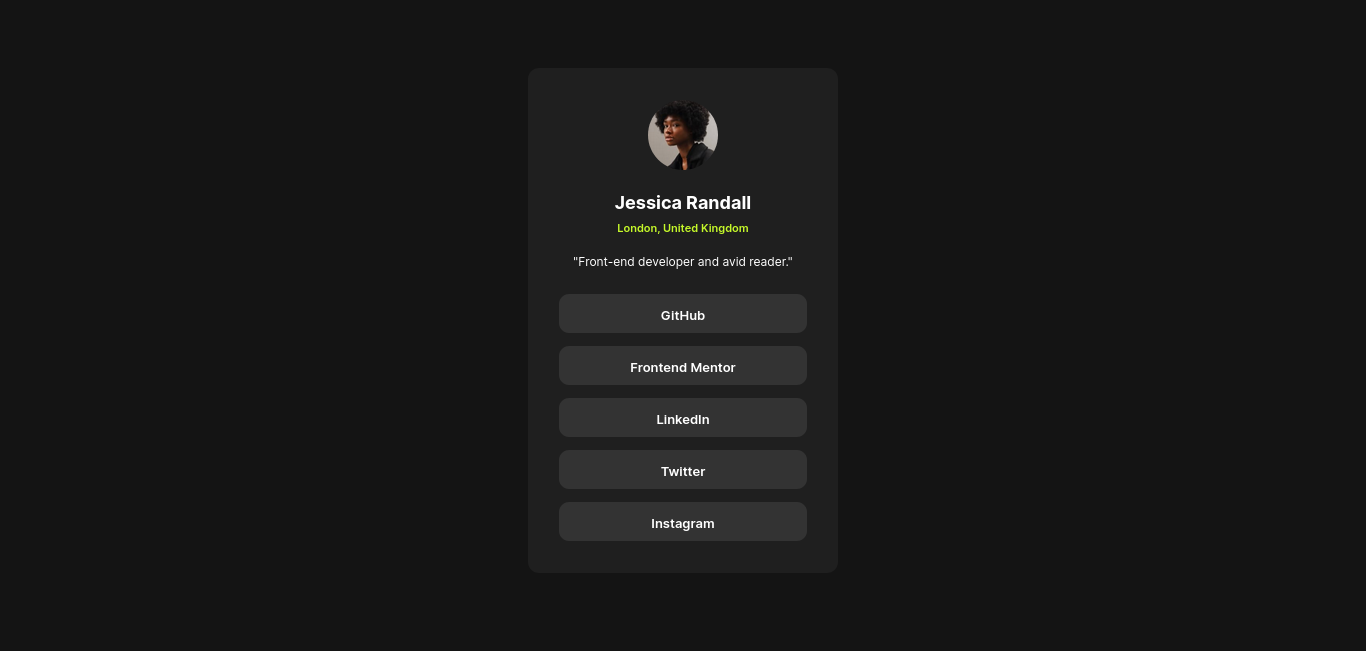 Jessica Randall
London, United Kingdom
"Front-end developer and avid reader."
GitHub
Frontend Mentor
LinkedIn
Twitter
Instagram